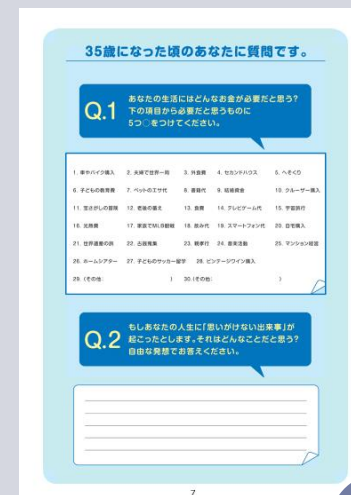 35歳になった頃のあなたに質問です。
Q.1
あなたの生活にはどんなお金が必要だと思う?
下の項目から必要だと思うものに
5つ○をつけてください。
1. 車やバイク購入 2. 夫婦で世界一周 3. 外食費 4. セカンドハウス 5. へそくり
6. 子どもの教育費 7. ペットのエサ代 8. 書籍代 9. 結婚資金 10. クルーザー購入
11. 宝さがしの冒険 12. 老後の蓄え 13. 食費 14. テレビゲーム代 15. 宇宙旅行
16. 光熱費 17. 家族でMLB観戦 18. 飲み代 19. スマートフォン代 20. 自宅購入
21. 世界遺産の旅 22. 古銭蒐集 23. 親孝行 24. 音楽活動 25. マンション経営
26. ホームシアター 27. 子どものサッカー留学 28. ビンテージワイン購入
29. (その他: ) 30. (その他: )
Q.2
もしあなたの人生に「思いがけない出来事」が
起こったとします。それはどんなことだと思う?
自由な発想でお答えください。
7